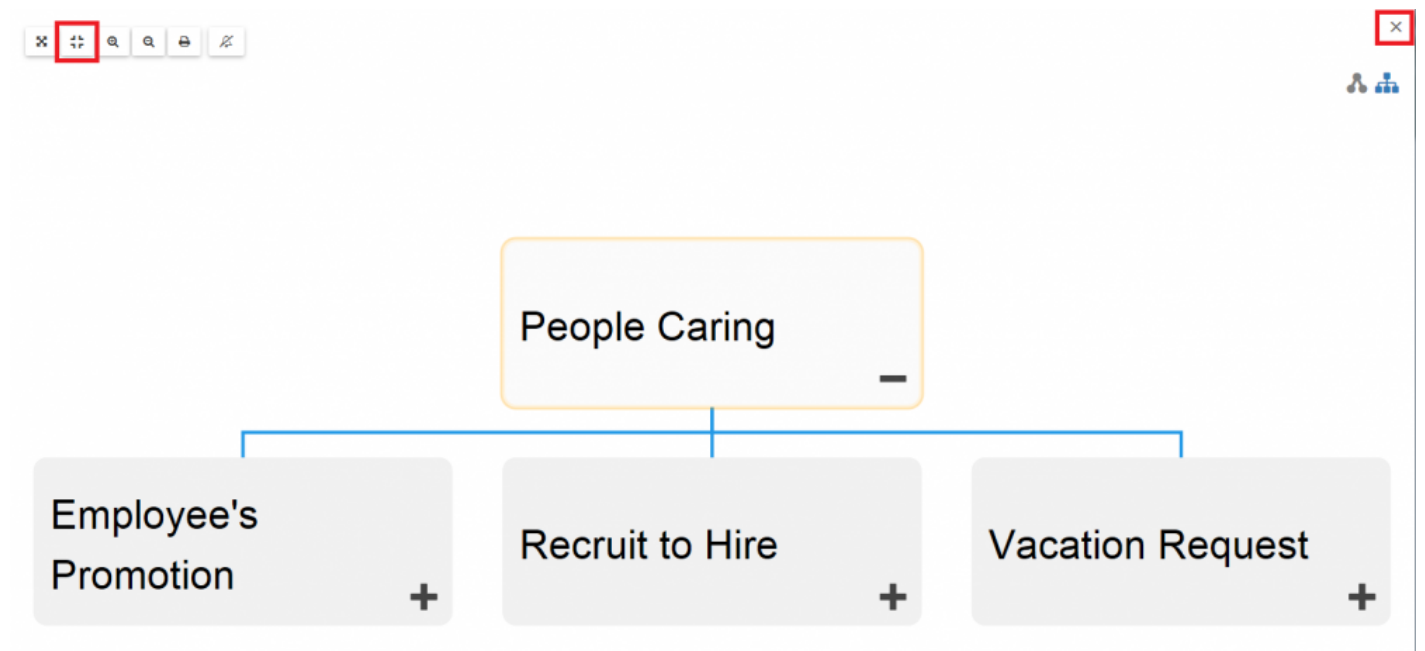 People Caring
Employee's
Promotion
Recruit to Hire
Vacation Request